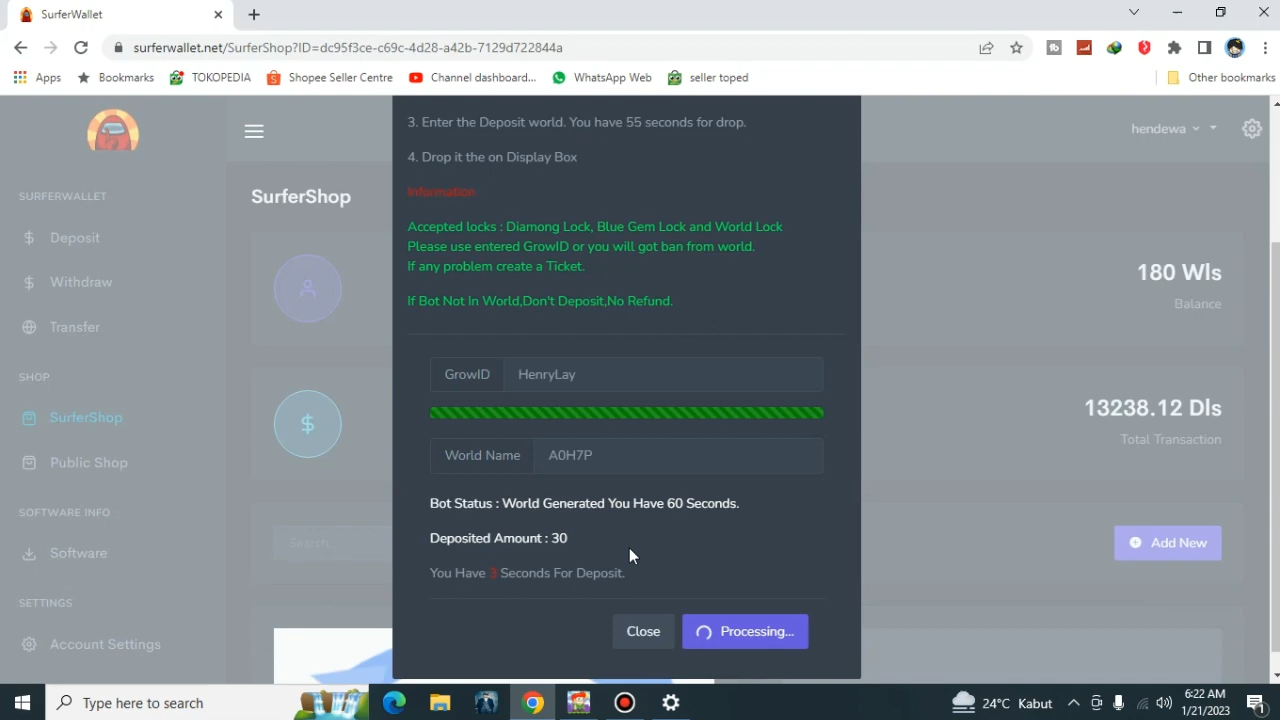 SurferWallet
surferwallet.net/SurferShop?ID=dc95f3ce-c69c-4d28-a42b-7129d722844a
Apps
Bookmarks
TOKOPEDIA
Shopee Seller Centre
Channel dashboard...
WhatsApp Web
seller toped
Other bookmarks
hendewa
SURFERWALLET
Deposit
Withdraw
Transfer
SHOP
SurferShop
Public Shop
SOFTWARE INFO
Software
SETTINGS
Account Settings
SurferShop
180 Wls
Balance
13238.12 Dls
Total Transaction
Search...
Add New
3. Enter the Deposit world. You have 55 seconds for drop.
4. Drop it the on Display Box
Information
Accepted locks : Diamong Lock, Blue Gem Lock and World Lock
Please use entered GrowID or you will got ban from world.
If any problem create a Ticket.
If Bot Not In World,Don't Deposit,No Refund.
GrowID HenryLay
World Name A0H7P
Bot Status : World Generated You Have 60 Seconds.
Deposited Amount : 30
You Have 3 Seconds For Deposit.
Close
Processing...
Type here to search
24°C Kabut
6:22 AM
1/21/2023
1